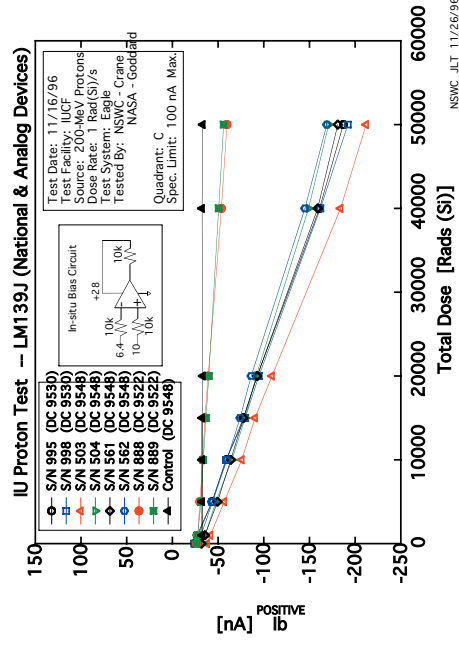 IU Proton Test -- LM139J (National & Analog Devices)
Test Date: 11/16/96
Test Facility: IUCF
Source: 200-MeV Protons
Dose Rate: 1 Rad(Si)/s
Test System: Eagle
Tested By: NSWC - Crane
NASA - Goddard
Quadrant: C
Spec. Limit: 100 nA Max.
In-situ Bias Circuit
+28
6.4
10k
10k
10
10k
S/N 995 (DC 9530)
S/N 998 (DC 9530)
S/N 503 (DC 9548)
S/N 504 (DC 9548)
S/N 561 (DC 9548)
S/N 562 (DC 9548)
S/N 888 (DC 9522)
S/N 889 (DC 9522)
Control (DC 9548)
150
100
50
0
-50
-100
-150
-200
-250
[nA] Ib POSITIVE
0
10000
20000
30000
40000
50000
60000
Total Dose [Rads (Si)]
NSWC JLT 11/26/96